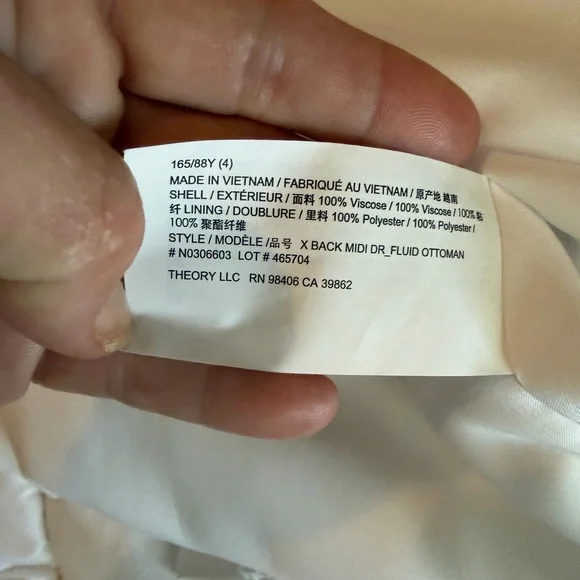 165/88Y (4)
MADE IN VIETNAM / FABRIQUÉ AU VIETNAM / 原产地 越南
SHELL / EXTÉRIEUR / 面料 100% Viscose / 100% Viscose / 100% 粘
纤 LINING / DOUBLURE / 里料 100% Polyester / 100% Polyester /
100% 聚酯纤维
STYLE / MODÈLE /品号 X BACK MIDI DR_FLUID OTTOMAN
# N0306603 LOT # 465704
THEORY LLC RN 98406 CA 39862